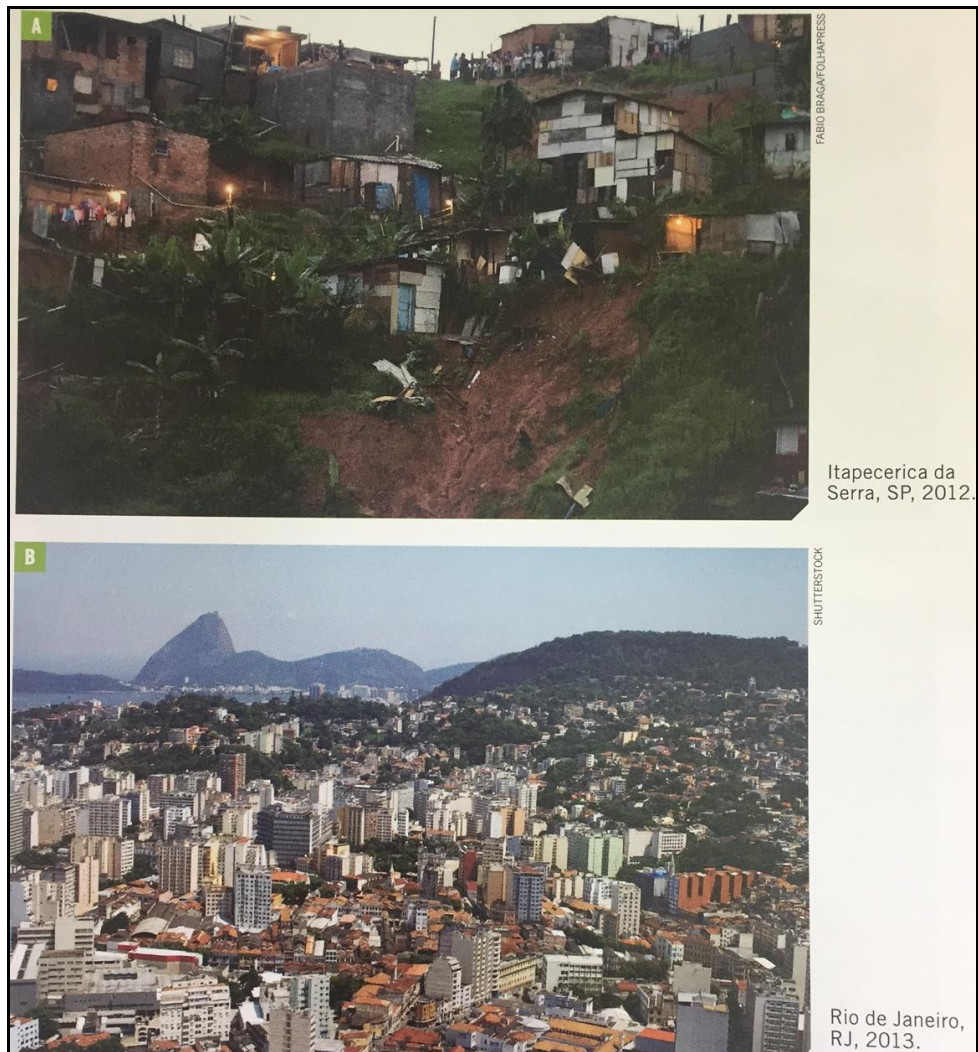 A
FABIO BRAGA/FOLHAPRESS
Itapecerica da
Serra, SP, 2012.
B
SHUTTERSTOCK
Rio de Janeiro,
RJ, 2013.